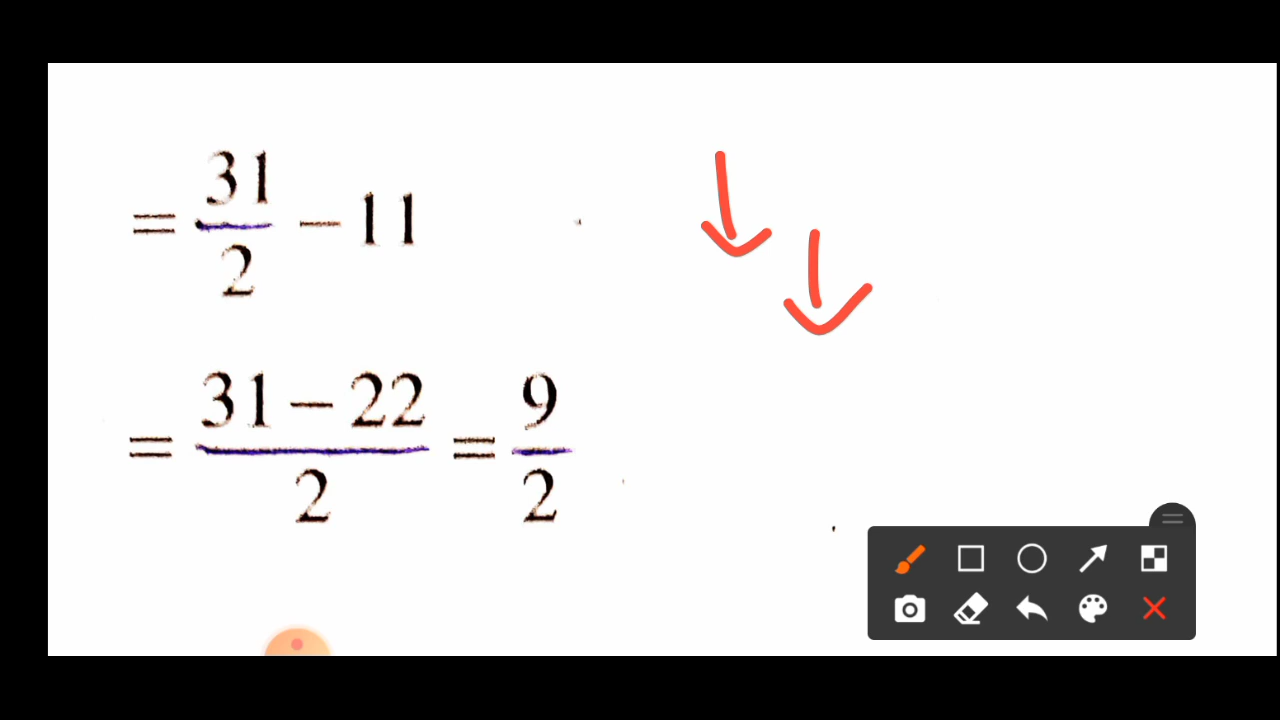 = 31/2 − 11
= (31 − 22)/2 = 9/2